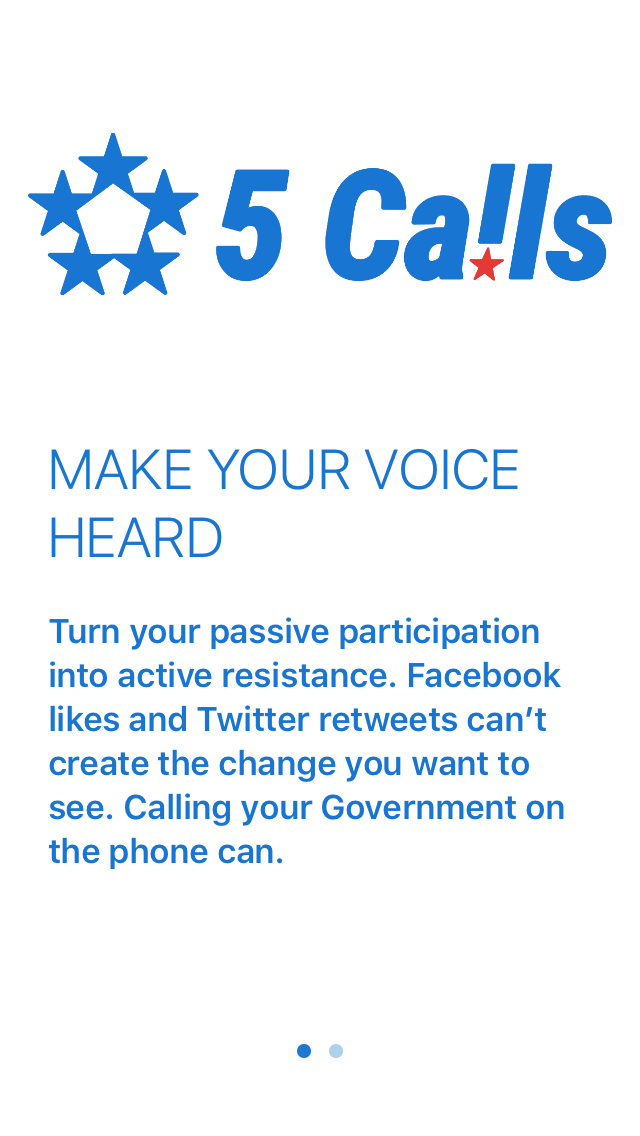 5 Calls
MAKE YOUR VOICE
HEARD
Turn your passive participation
into active resistance. Facebook
likes and Twitter retweets can’t
create the change you want to
see. Calling your Government on
the phone can.